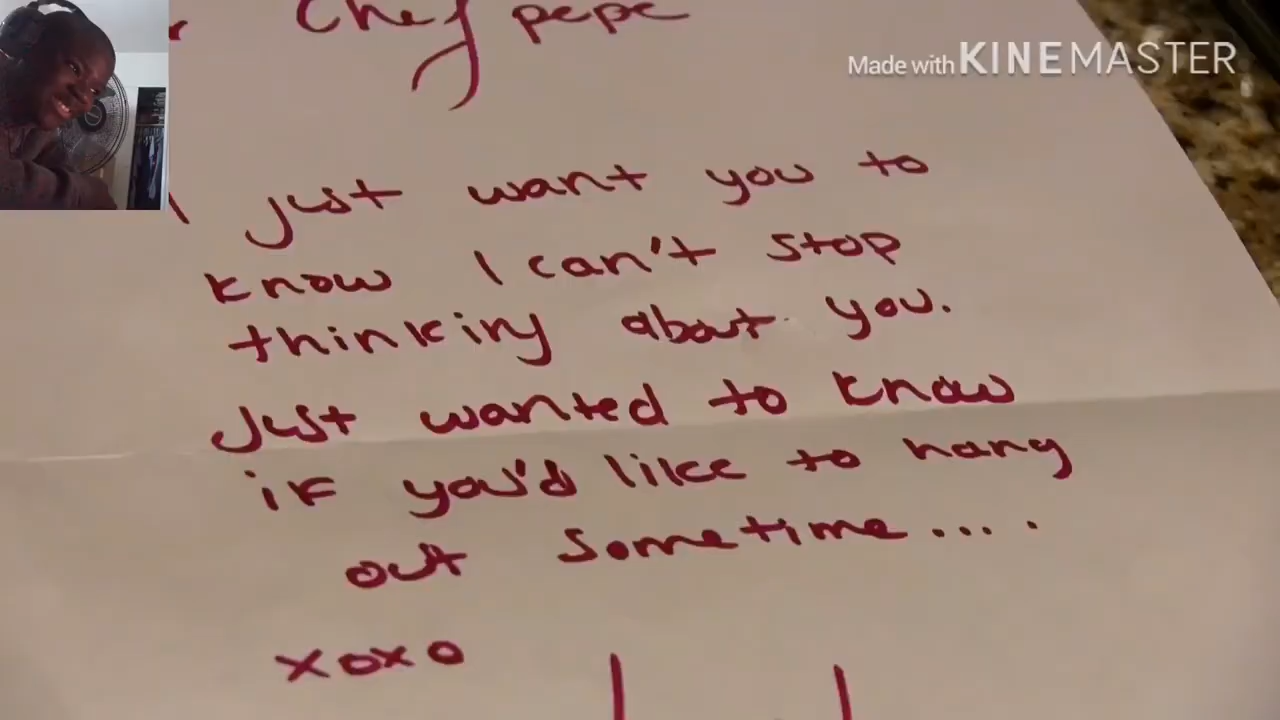 Chef pepe
Made with KINEMASTER
I just want you to
know I can't stop
thinking about you.
Just wanted to know
if you'd like to hang
out sometime....
xoxo